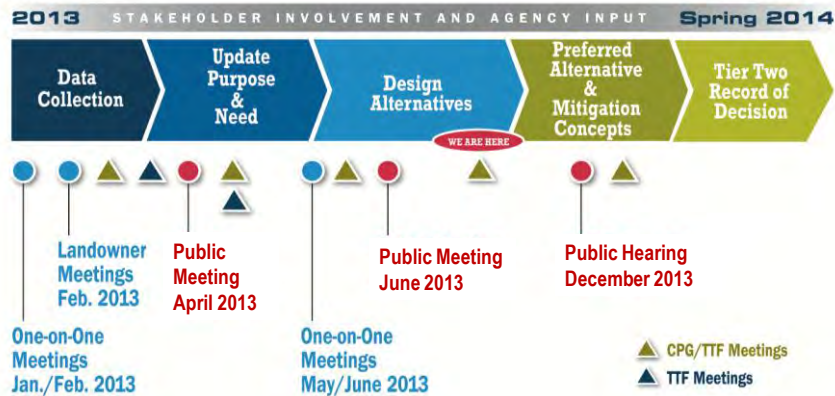 2013 STAKEHOLDER INVOLVEMENT AND AGENCY INPUT Spring 2014
Data
Collection
Update
Purpose
&
Need
Design
Alternatives
Preferred
Alternative
&
Mitigation
Concepts
Tier Two
Record of
Decision
WE ARE HERE
Landowner
Meetings
Feb. 2013
Public
Meeting
April 2013
Public Meeting
June 2013
Public Hearing
December 2013
One-on-One
Meetings
Jan./Feb. 2013
One-on-One
Meetings
May/June 2013
CPG/TTF Meetings
TTF Meetings